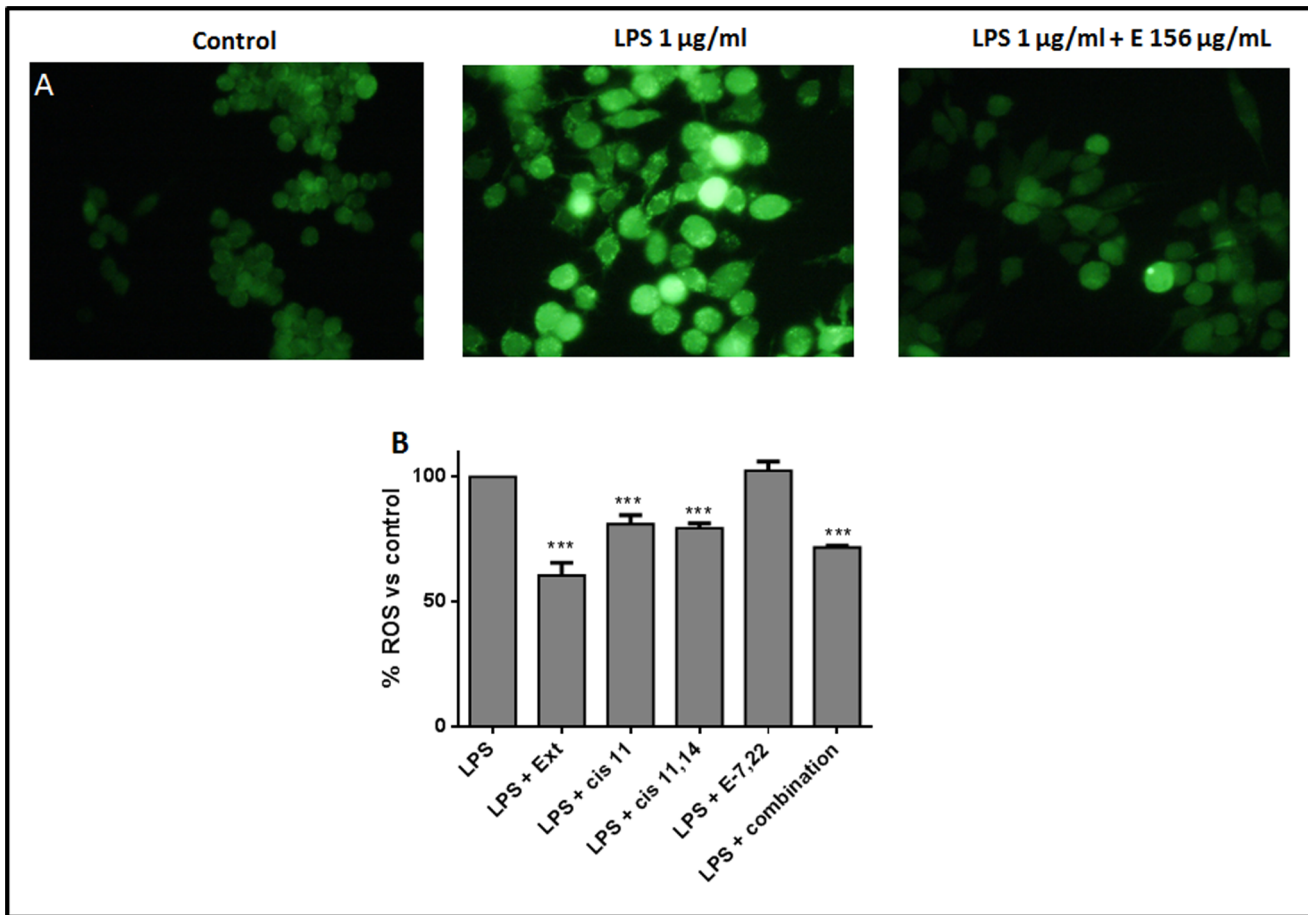 Control
LPS 1 µg/ml
LPS 1 µg/ml + E 156 µg/mL
A
B
% ROS vs control
100
50
0
***
***
***
***
LPS
LPS + Ext
LPS + cis 11
LPS + cis 11,14
LPS + E-7,22
LPS + combination